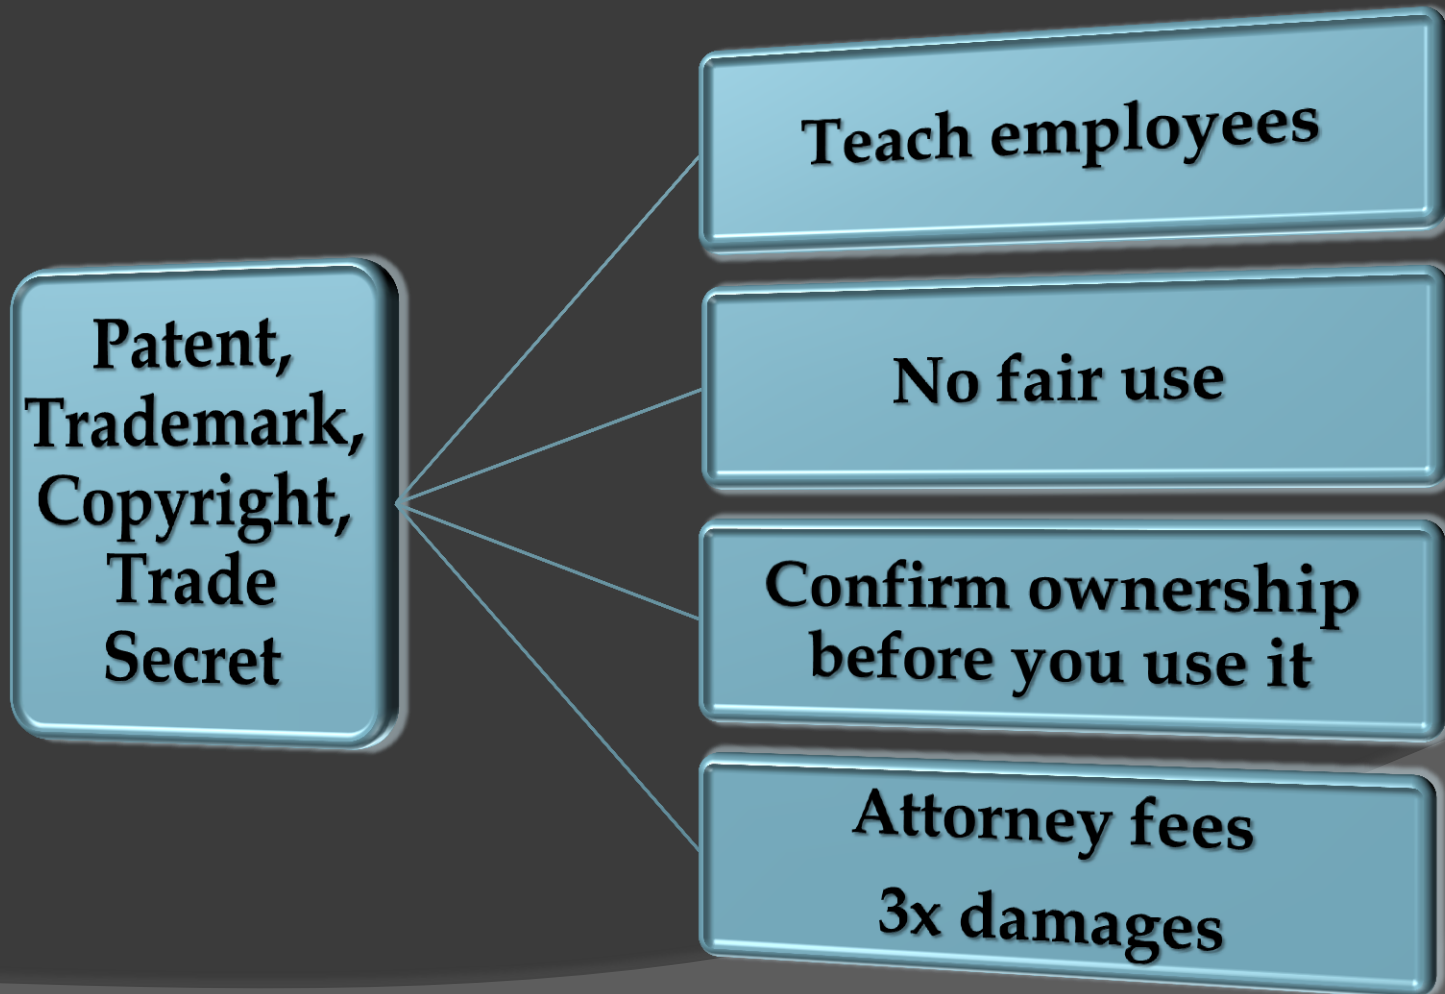 Patent,
Trademark,
Copyright,
Trade
Secret
Teach employees
No fair use
Confirm ownership
before you use it
Attorney fees
3x damages